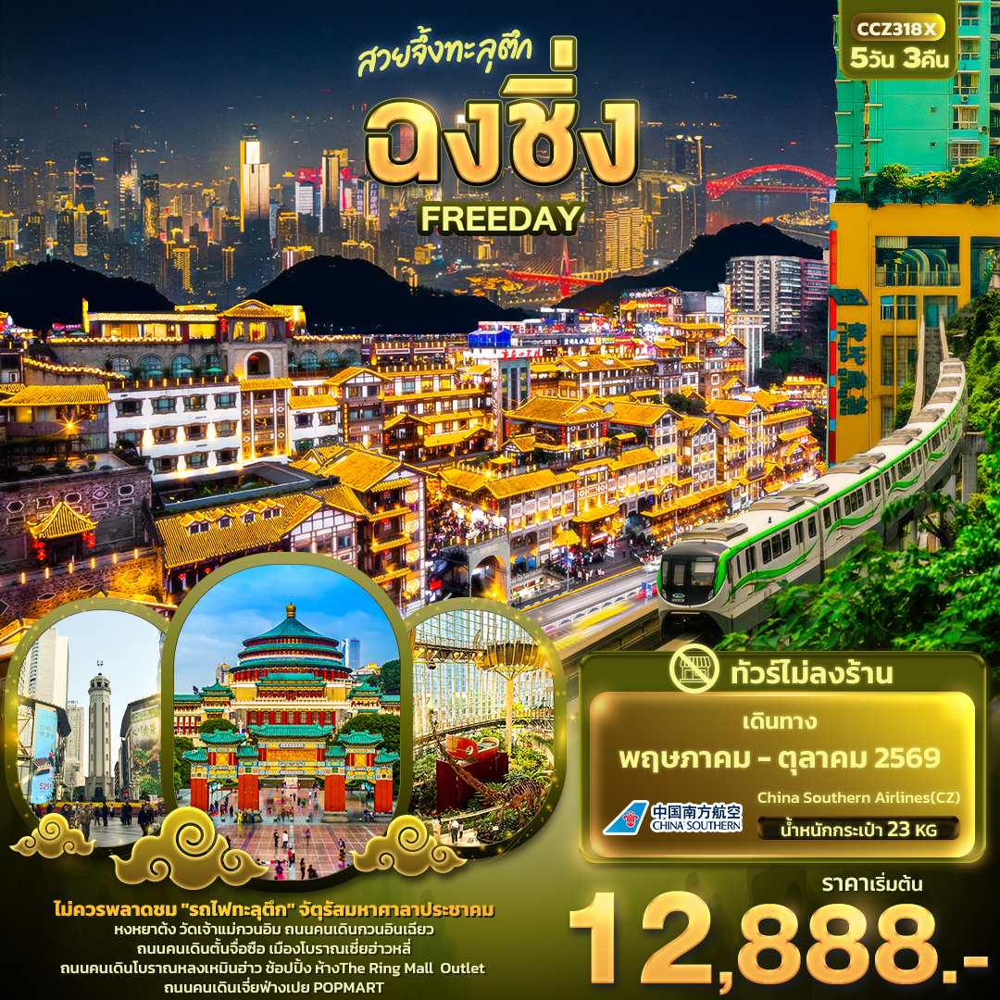 CCZ318X
5วัน 3คืน
สวยจึ้งทะลุตึก
ฉงชิ่ง
FREEDAY
ทัวร์ไม่ลงร้าน
เดินทาง
พฤษภาคม - ตุลาคม 2569
China Southern Airlines(CZ)
中国南方航空
CHINA SOUTHERN
น้ำหนักกระเป๋า 23 KG
ราคาเริ่มต้น
12,888.-
ไม่ควรพลาดชม "รถไฟทะลุตึก" จัตุรัสมหาศาลาประชาคม
หงหยาต้ง วัดเจ้าแม่กวนอิม ถนนคนเดินกวนอินเฉียว
ถนนคนเดินตั้นจื่อซือ เมืองโบราณเซี่ยฮ่าวหลี่
ถนนคนเดินโบราณหลงเหมินฮ่าว ช้อปปิ้ง ห้างThe Ring Mall Outlet
ถนนคนเดินเจี่ยฟ่างเปย POPMART